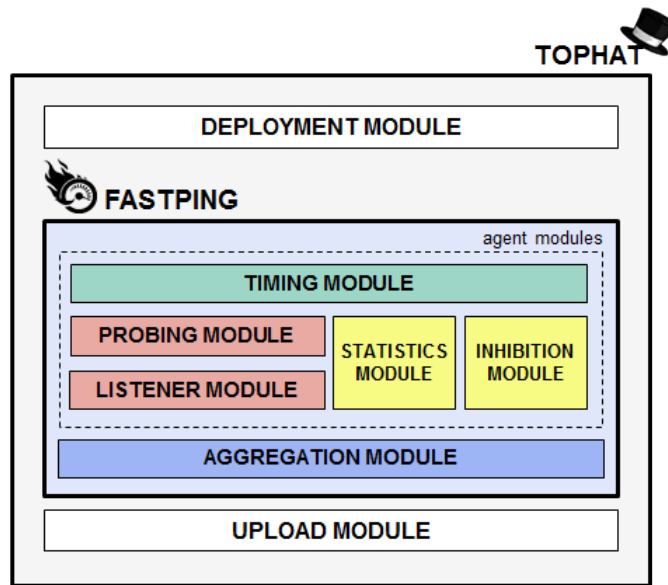 TOPHAT
DEPLOYMENT MODULE
FASTPING
agent modules
TIMING MODULE
PROBING MODULE
LISTENER MODULE
STATISTICS
MODULE
INHIBITION
MODULE
AGGREGATION MODULE
UPLOAD MODULE